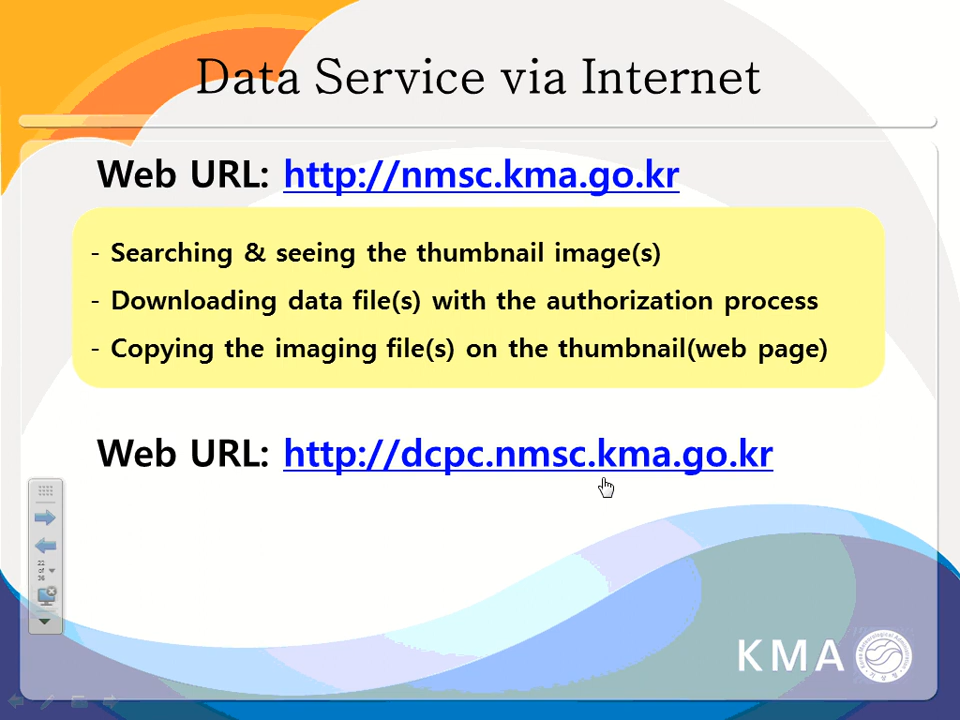 Data Service via Internet
Web URL: http://nmsc.kma.go.kr
- Searching & seeing the thumbnail image(s)
- Downloading data file(s) with the authorization process
- Copying the imaging file(s) on the thumbnail(web page)
Web URL: http://dcpc.nmsc.kma.go.kr
KMA